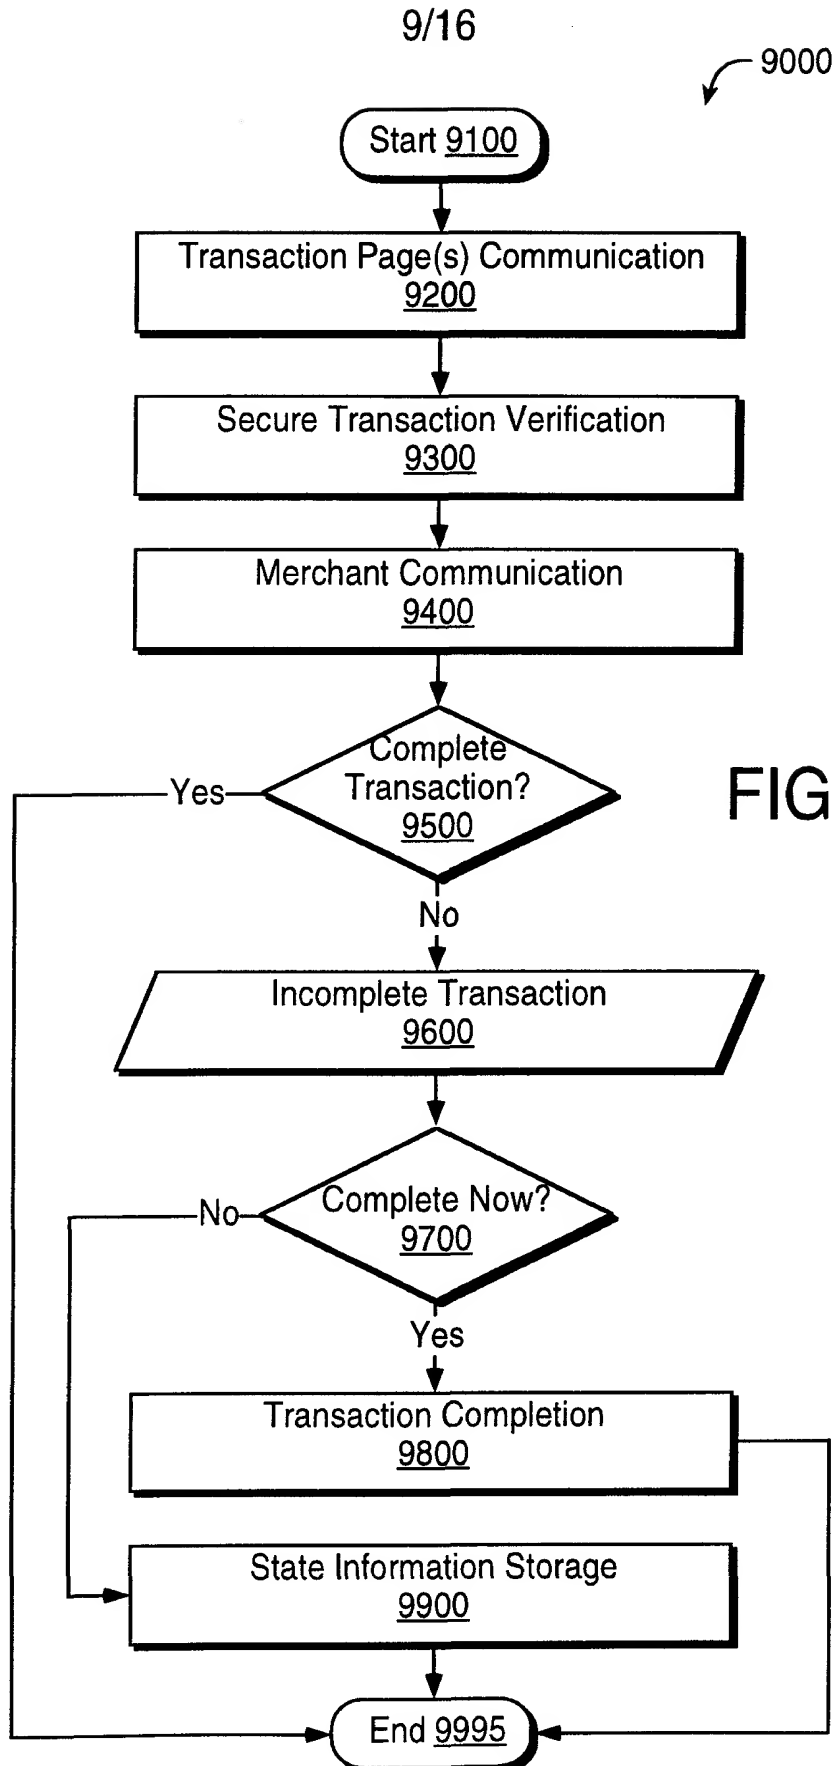 9/16
9000
Start 9100
Transaction Page(s) Communication
9200
Secure Transaction Verification
9300
Merchant Communication
9400
Complete
Transaction?
9500
Yes
FIG
No
Incomplete Transaction
9600
Complete Now?
9700
No
Yes
Transaction Completion
9800
State Information Storage
9900
End 9995